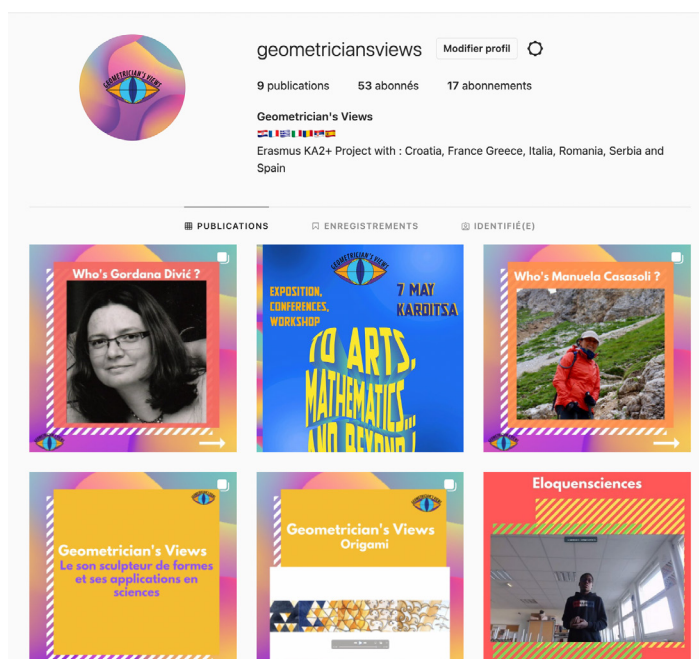 geometriciansviews Modifier profil
9 publications 53 abonnés 17 abonnements
Geometrician's Views
Erasmus KA2+ Project with : Croatia, France Greece, Italia, Romania, Serbia and
Spain
PUBLICATIONS ENREGISTREMENTS IDENTIFIÉ(E)
GEOMETRICIAN'S VIEWS
Who's Gordana Divić ?
GEOMETRICIAN'S VIEWS
EXPOSITION,
CONFERENCES,
WORKSHOP
7 MAY
KARDITSA
TO ARTS,
MATHEMATICS...
AND BEYOND !
Who's Manuela Casasoli ?
Geometrician's Views
Le son sculpteur de formes
et ses applications en
sciences
Geometrician's Views
Origami
Eloquensciences